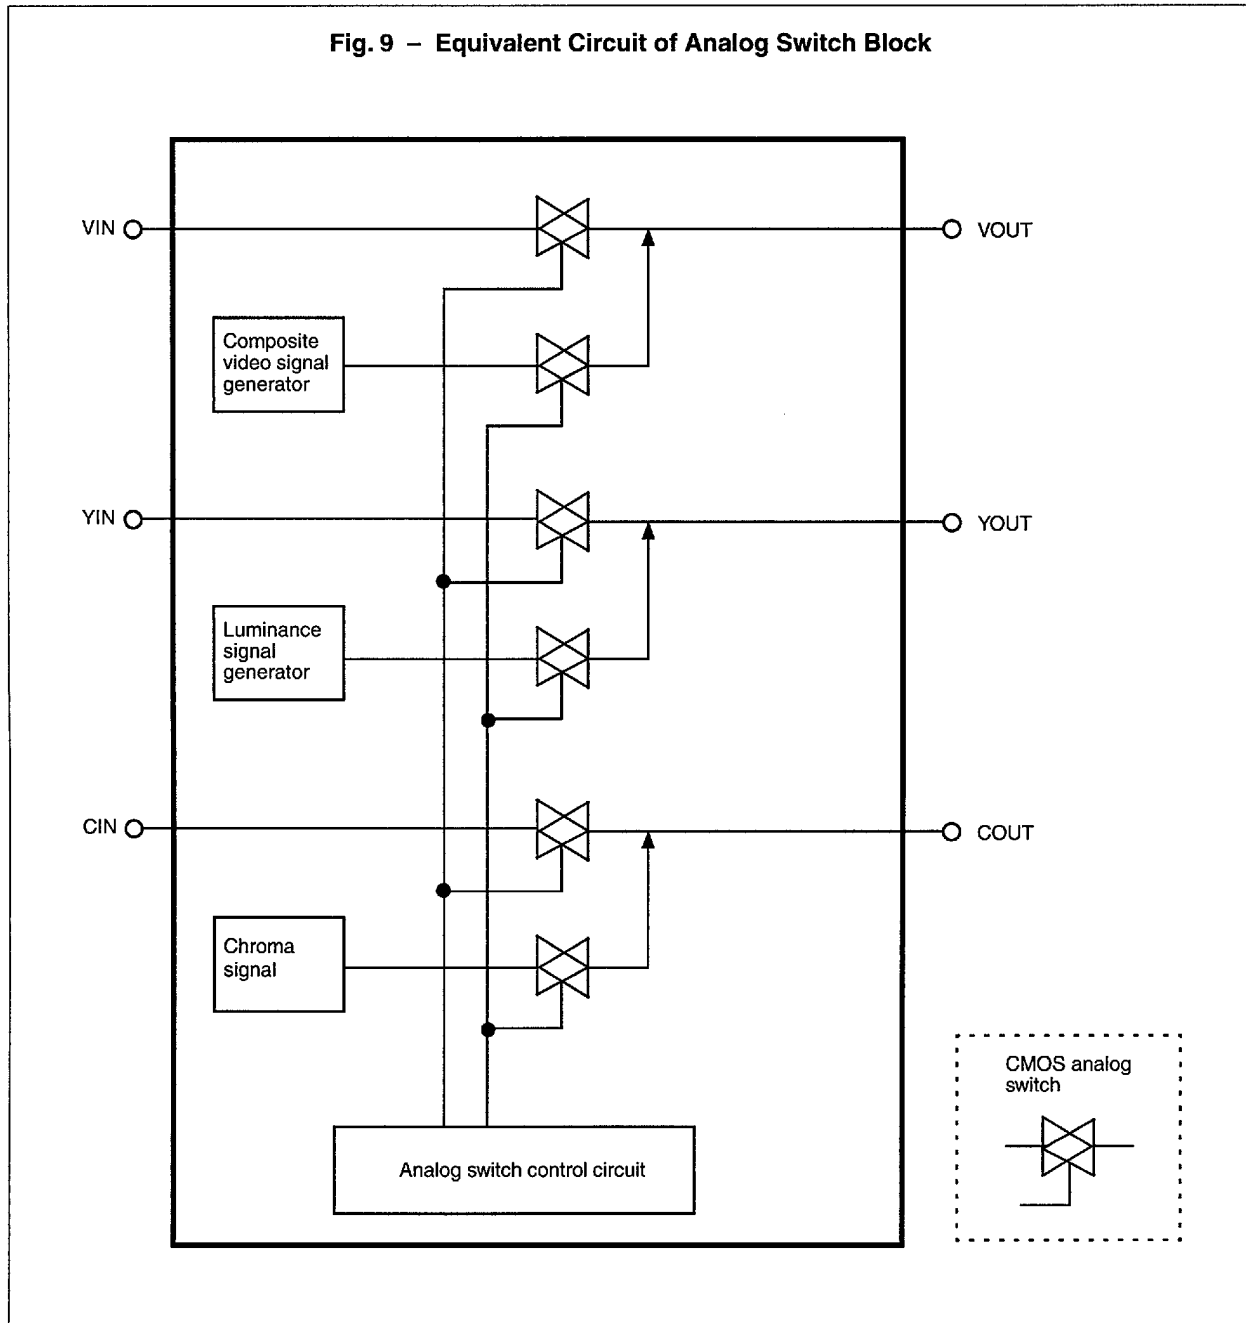 Fig. 9 – Equivalent Circuit of Analog Switch Block
VIN
VOUT
Composite
video signal
generator
YIN
YOUT
Luminance
signal
generator
CIN
COUT
Chroma
signal
CMOS analog
switch
Analog switch control circuit